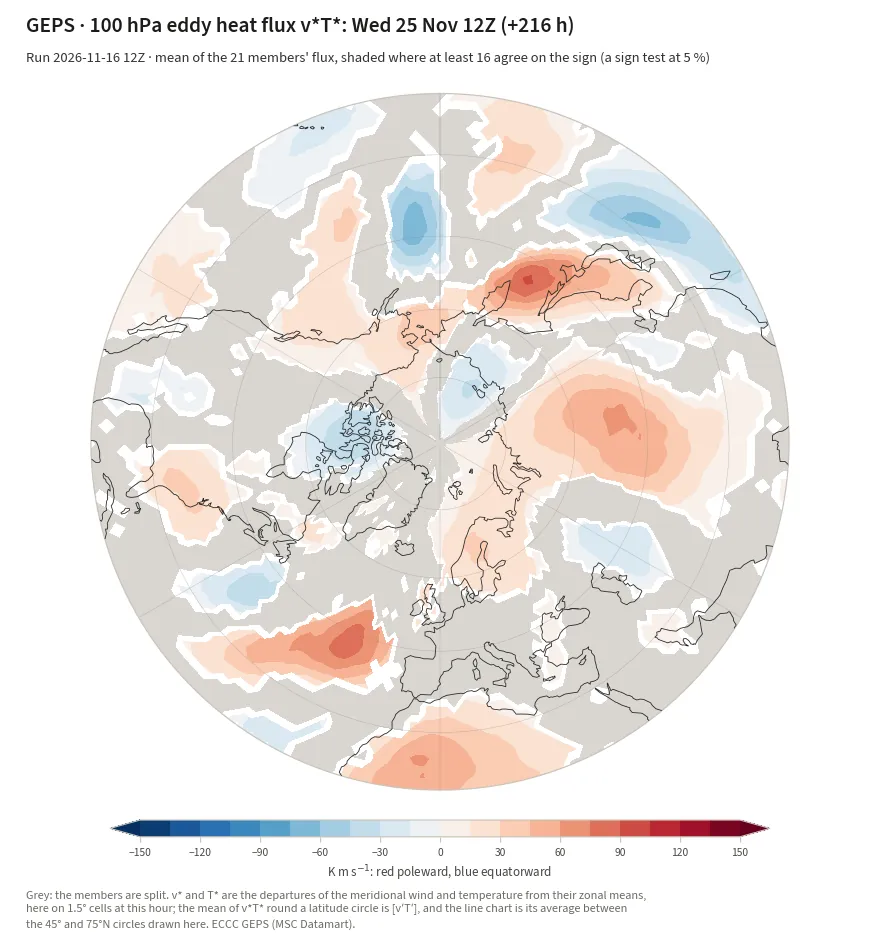 GEPS · 100 hPa eddy heat flux v*T*: Wed 25 Nov 12Z (+216 h)
Run 2026-11-16 12Z · mean of the 21 members' flux, shaded where at least 16 agree on the sign (a sign test at 5 %)
−150 −120 −90 −60 −30 0 30 60 90 120 150
K m s⁻¹: red poleward, blue equatorward
Grey: the members are split. v* and T* are the departures of the meridional wind and temperature from their zonal means,
here on 1.5° cells at this hour; the mean of v*T* round a latitude circle is [v'T'], and the line chart is its average between
the 45° and 75°N circles drawn here. ECCC GEPS (MSC Datamart).